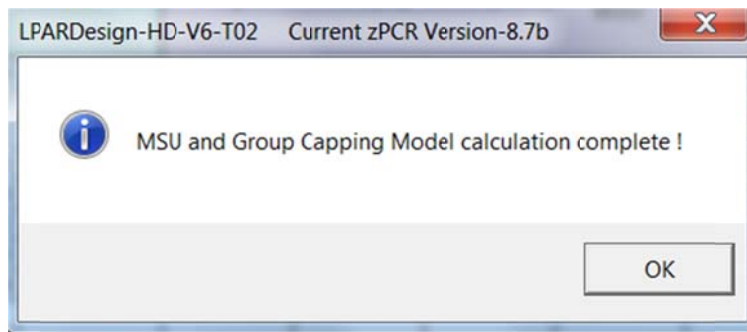 LPARDesign-HD-V6-T02 Current zPCR Version-8.7b
MSU and Group Capping Model calculation complete !
OK